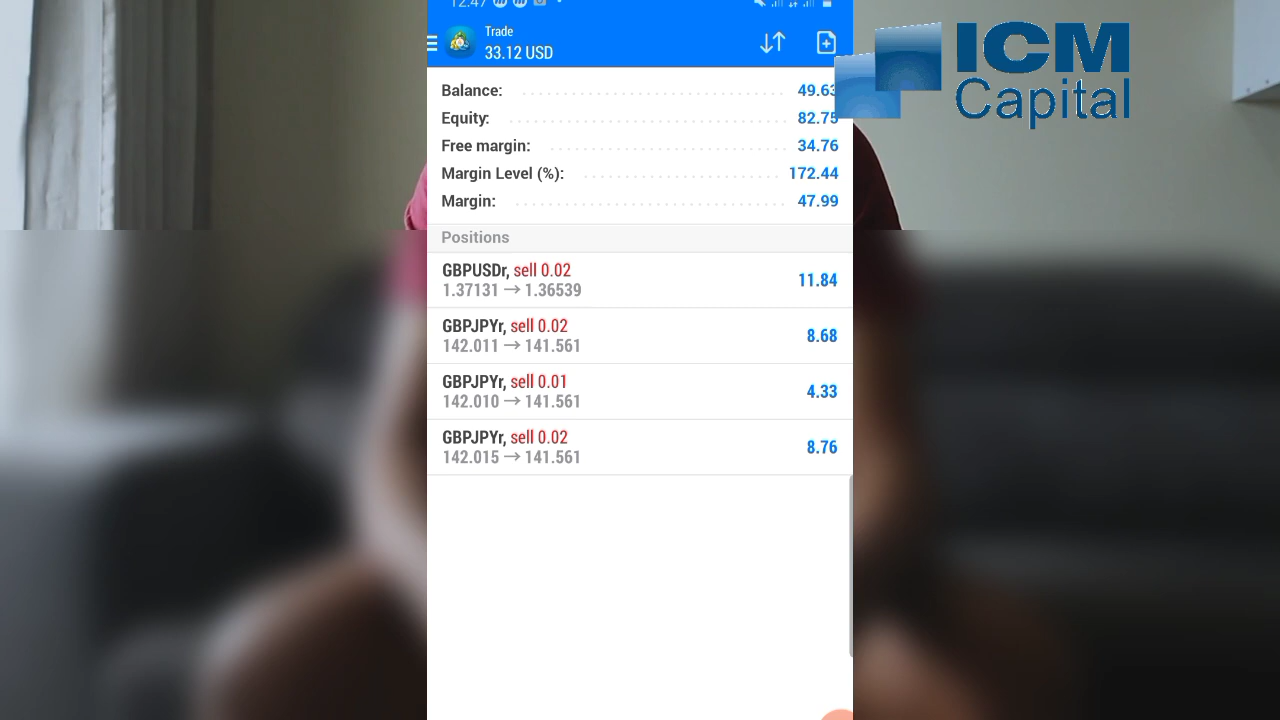 12.47
Trade
33.12 USD
ICM
Capital
Balance: 49.63
Equity: 82.75
Free margin: 34.76
Margin Level (%): 172.44
Margin: 47.99
Positions
GBPUSDr, sell 0.02
1.37131 → 1.36539 11.84
GBPJPYr, sell 0.02
142.011 → 141.561 8.68
GBPJPYr, sell 0.01
142.010 → 141.561 4.33
GBPJPYr, sell 0.02
142.015 → 141.561 8.76